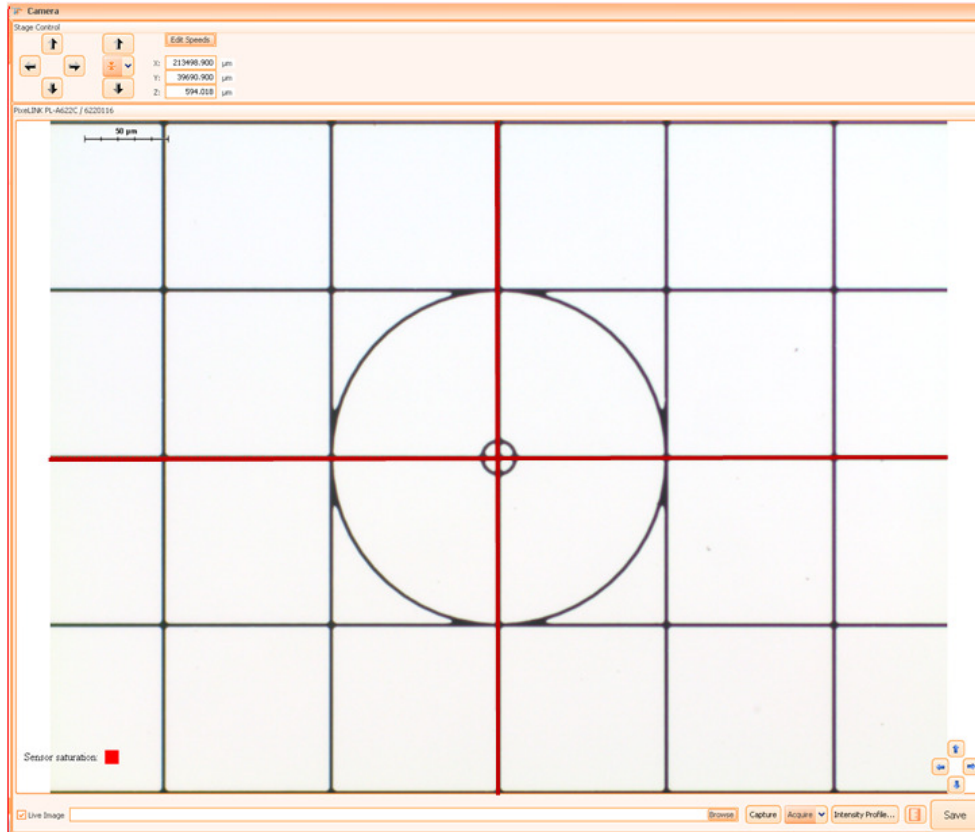 Camera
Stage Control
Edit Speeds
X: 213498.900 µm
Y: 39690.900 µm
Z: 594.018 µm
PixeLINK PL-A622C / 6220116
50 µm
Sensor saturation:
Live Image Browse Capture Acquire Intensity Profile... Save